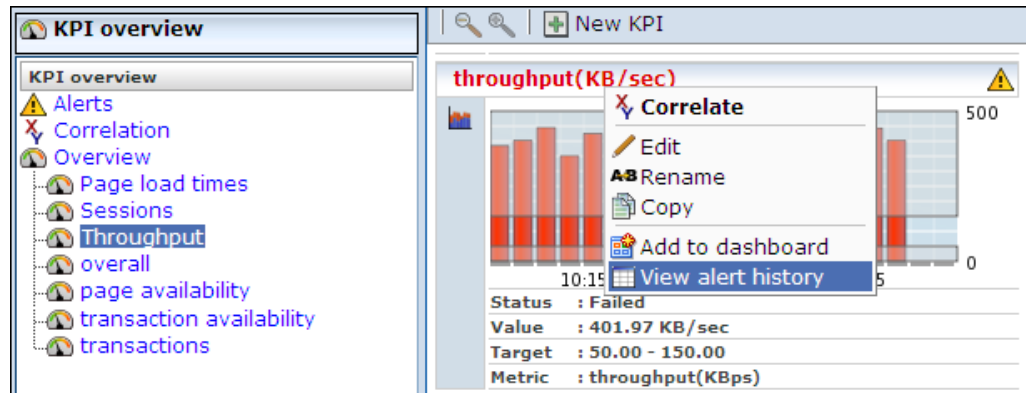 KPI overview
KPI overview
Alerts
Correlation
Overview
Page load times
Sessions
Throughput
overall
page availability
transaction availability
transactions
New KPI
throughput(KB/sec)
500
Correlate
Edit
A▸B Rename
Copy
Add to dashboard
View alert history
0
10:15
5
Status : Failed
Value : 401.97 KB/sec
Target : 50.00 - 150.00
Metric : throughput(KBps)